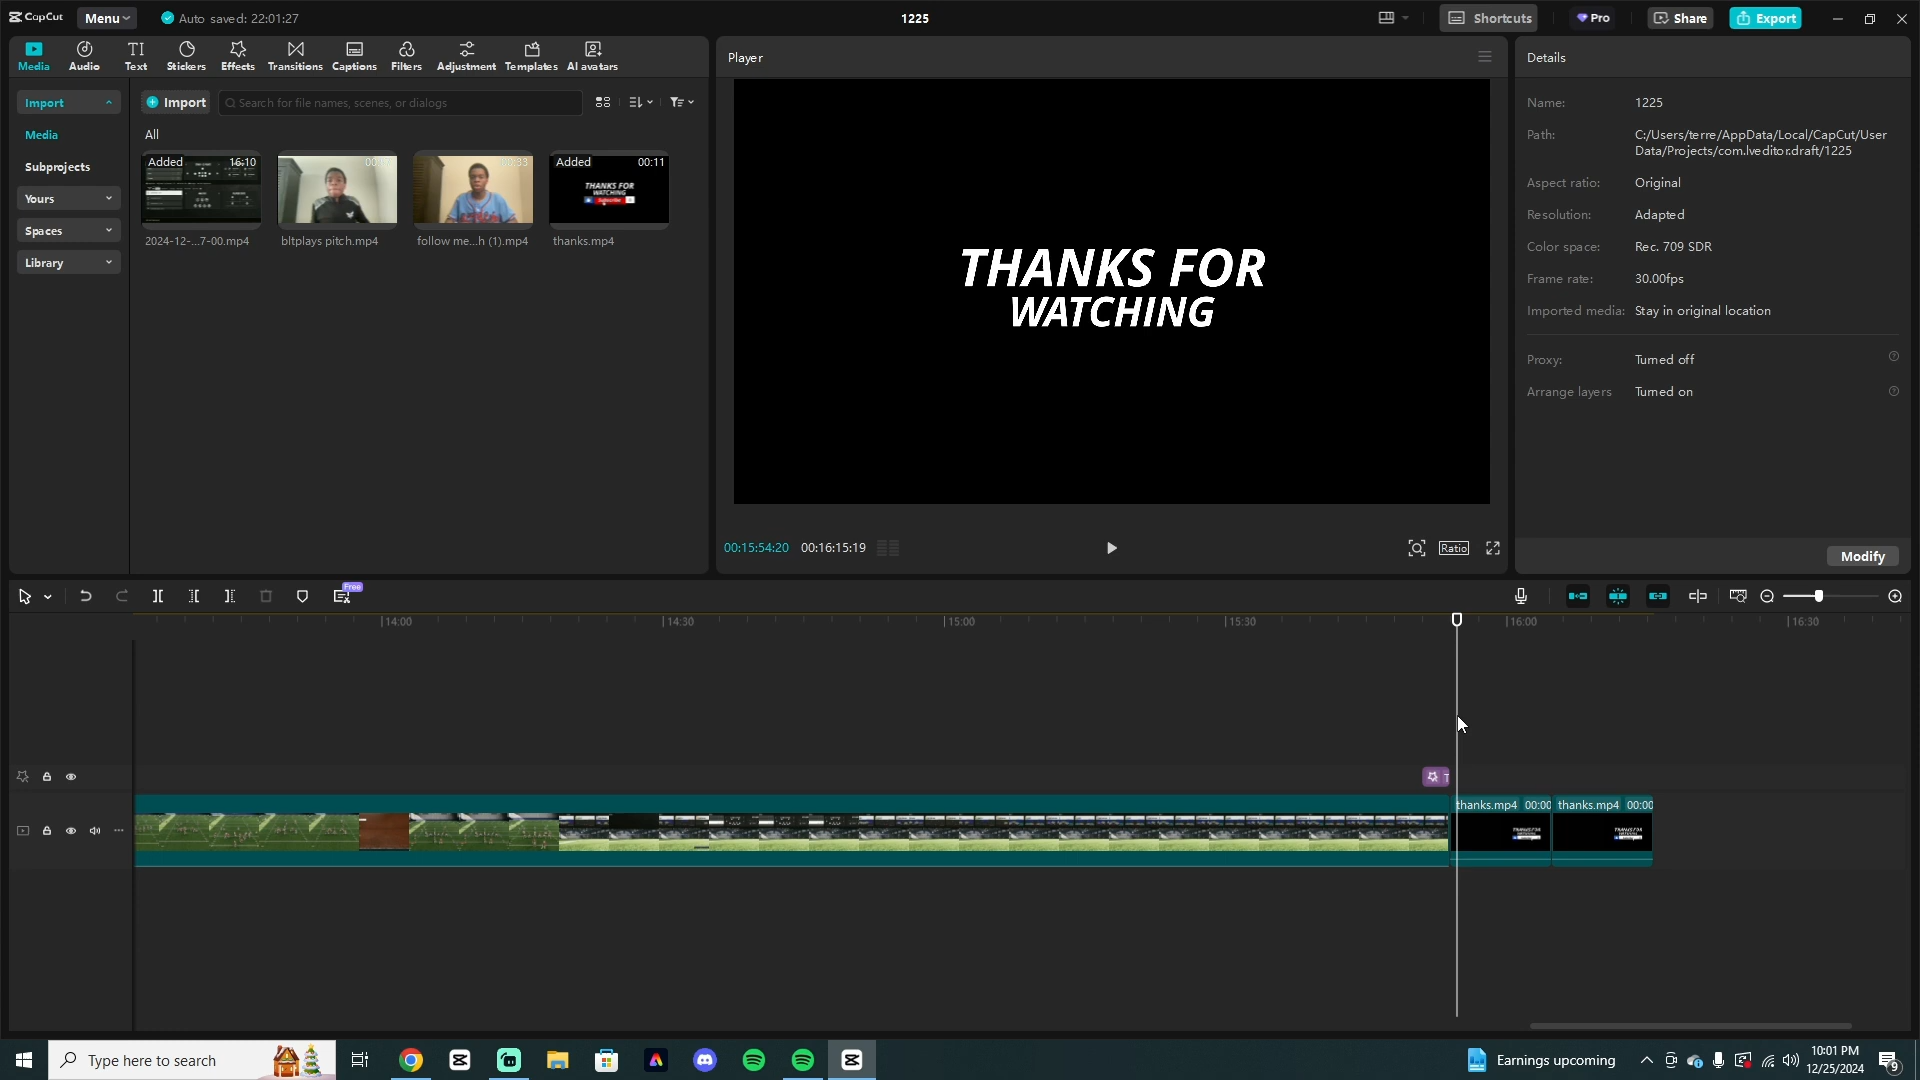 CapCut Menu Auto saved: 22:01:27 1225 Shortcuts Pro Share Export
Media Audio Text Stickers Effects Transitions Captions Filters Adjustment Templates AI avatars
Player
Details
Import
Media
Subprojects
Yours
Spaces
Library
Import Search for file names, scenes, or dialogs
All
Added 16:10
Added 00:11
THANKS FOR
WATCHING
Subscribe
2024-12-...7-00.mp4 bltplays pitch.mp4 follow me...h (1).mp4 thanks.mp4
THANKS FOR
WATCHING
00:15:54:20 00:16:15:19 Ratio
Name: 1225
Path: C:/Users/terre/AppData/Local/CapCut/User
Data/Projects/com.lveditor.draft/1225
Aspect ratio: Original
Resolution: Adapted
Color space: Rec. 709 SDR
Frame rate: 30.00fps
Imported media: Stay in original location
Proxy: Turned off
Arrange layers Turned on
Modify
Free
14:00 14:30 15:00 15:30 16:00 16:30
T
thanks.mp4 00:00 thanks.mp4 00:00
Type here to search
Earnings upcoming
10:01 PM
12/25/2024
9